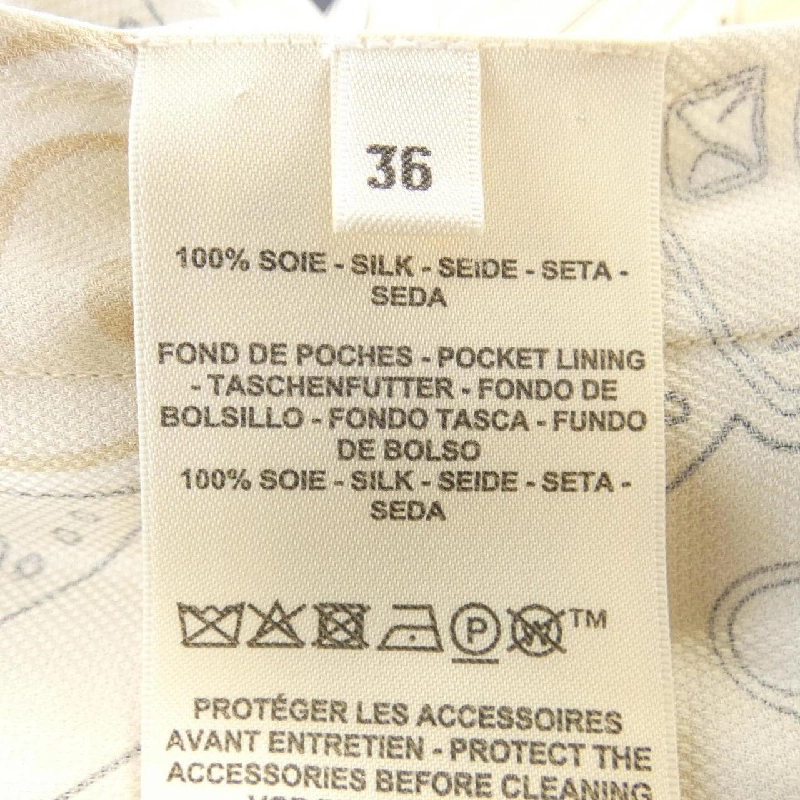 36
100% SOIE - SILK - SEIDE - SETA -
SEDA
FOND DE POCHES - POCKET LINING
- TASCHENFUTTER - FONDO DE
BOLSILLO - FONDO TASCA - FUNDO
DE BOLSO
100% SOIE - SILK - SEIDE - SETA -
SEDA
P W TM
PROTÉGER LES ACCESSOIRES
AVANT ENTRETIEN - PROTECT THE
ACCESSORIES BEFORE CLEANING